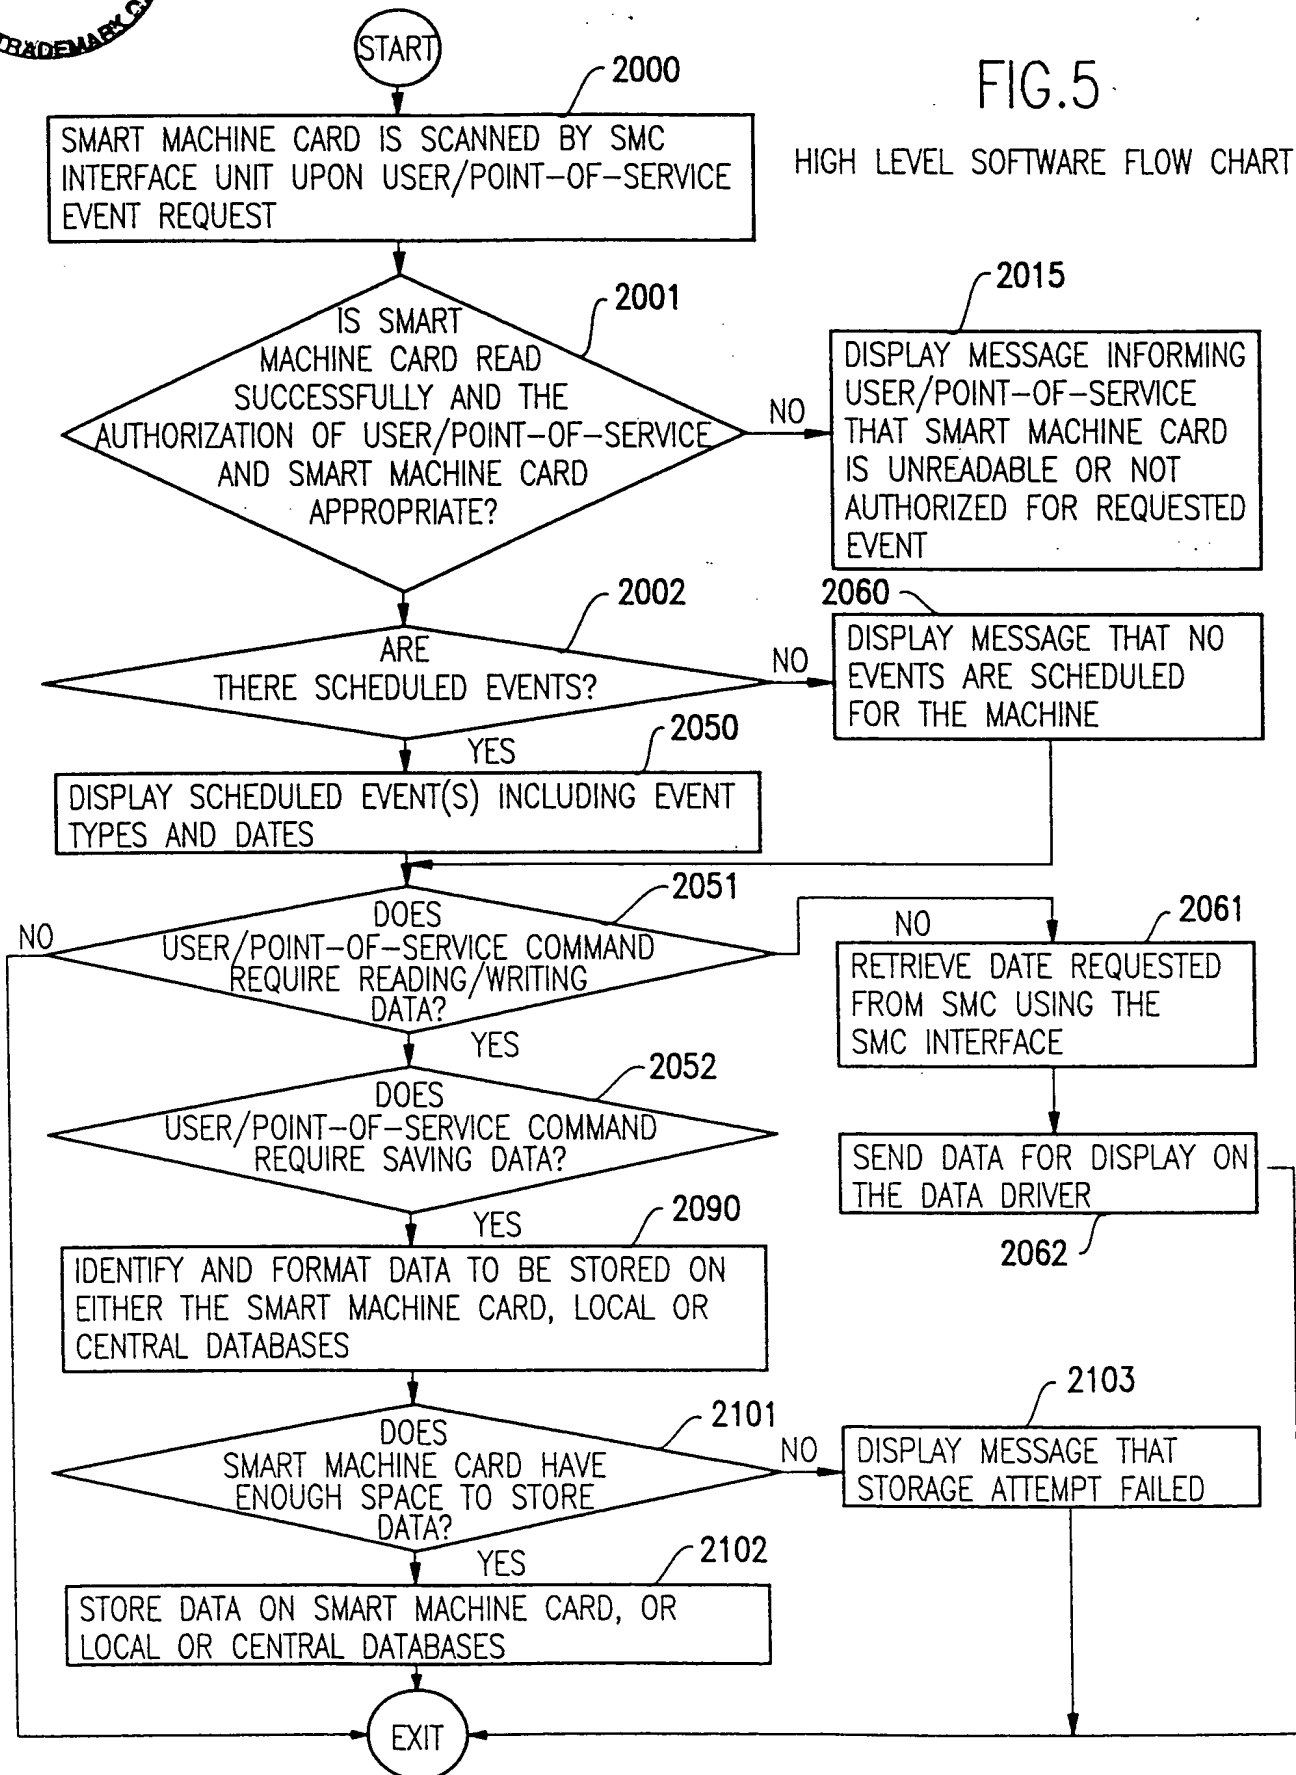 TRADEMARK
START
2000
FIG.5
HIGH LEVEL SOFTWARE FLOW CHART
SMART MACHINE CARD IS SCANNED BY SMC
INTERFACE UNIT UPON USER/POINT-OF-SERVICE
EVENT REQUEST
2001
IS SMART
MACHINE CARD READ
SUCCESSFULLY AND THE
AUTHORIZATION OF USER/POINT-OF-SERVICE
AND SMART MACHINE CARD
APPROPRIATE?
NO
2015
DISPLAY MESSAGE INFORMING
USER/POINT-OF-SERVICE
THAT SMART MACHINE CARD
IS UNREADABLE OR NOT
AUTHORIZED FOR REQUESTED
EVENT
2002
ARE
THERE SCHEDULED EVENTS?
NO
2060
DISPLAY MESSAGE THAT NO
EVENTS ARE SCHEDULED
FOR THE MACHINE
YES
2050
DISPLAY SCHEDULED EVENT(S) INCLUDING EVENT
TYPES AND DATES
2051
DOES
USER/POINT-OF-SERVICE COMMAND
REQUIRE READING/WRITING
DATA?
NO
NO
2061
RETRIEVE DATE REQUESTED
FROM SMC USING THE
SMC INTERFACE
YES
2052
DOES
USER/POINT-OF-SERVICE COMMAND
REQUIRE SAVING DATA?
SEND DATA FOR DISPLAY ON
THE DATA DRIVER
2062
YES
2090
IDENTIFY AND FORMAT DATA TO BE STORED ON
EITHER THE SMART MACHINE CARD, LOCAL OR
CENTRAL DATABASES
2101
DOES
SMART MACHINE CARD HAVE
ENOUGH SPACE TO STORE
DATA?
NO
2103
DISPLAY MESSAGE THAT
STORAGE ATTEMPT FAILED
YES
2102
STORE DATA ON SMART MACHINE CARD, OR
LOCAL OR CENTRAL DATABASES
EXIT